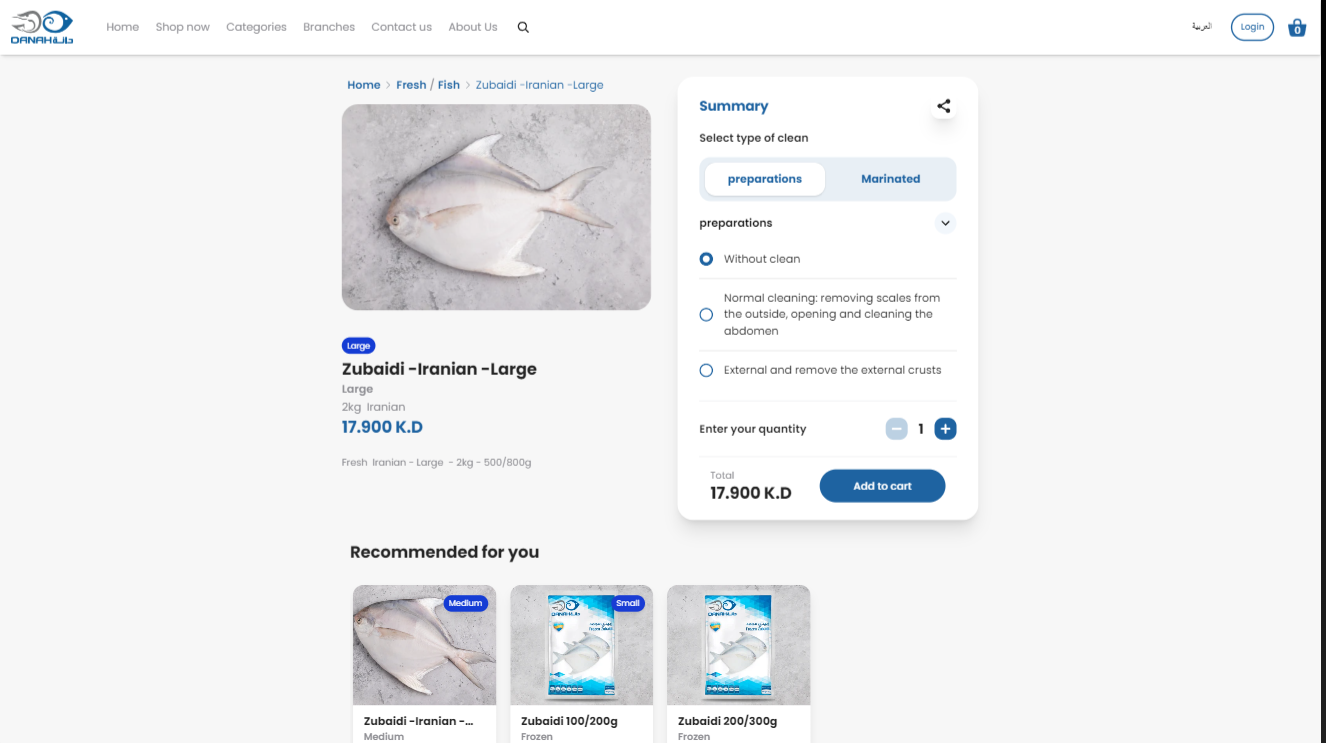 DANAH دانة
Home
Shop now
Categories
Branches
Contact us
About Us
العربية
Login
0
Home > Fresh / Fish > Zubaidi -Iranian -Large
Large
Zubaidi -Iranian -Large
Large
2kg Iranian
17.900 K.D
Fresh Iranian - Large - 2kg - 500/800g
Summary
Select type of clean
preparations
Marinated
preparations
Without clean
Normal cleaning: removing scales from
the outside, opening and cleaning the
abdomen
External and remove the external crusts
Enter your quantity
1
Total
17.900 K.D
Add to cart
Recommended for you
Medium
Zubaidi -Iranian -...
Medium
Small
DANAH
Zubaidi 100/200g
Frozen
DANAH
Zubaidi 200/300g
Frozen